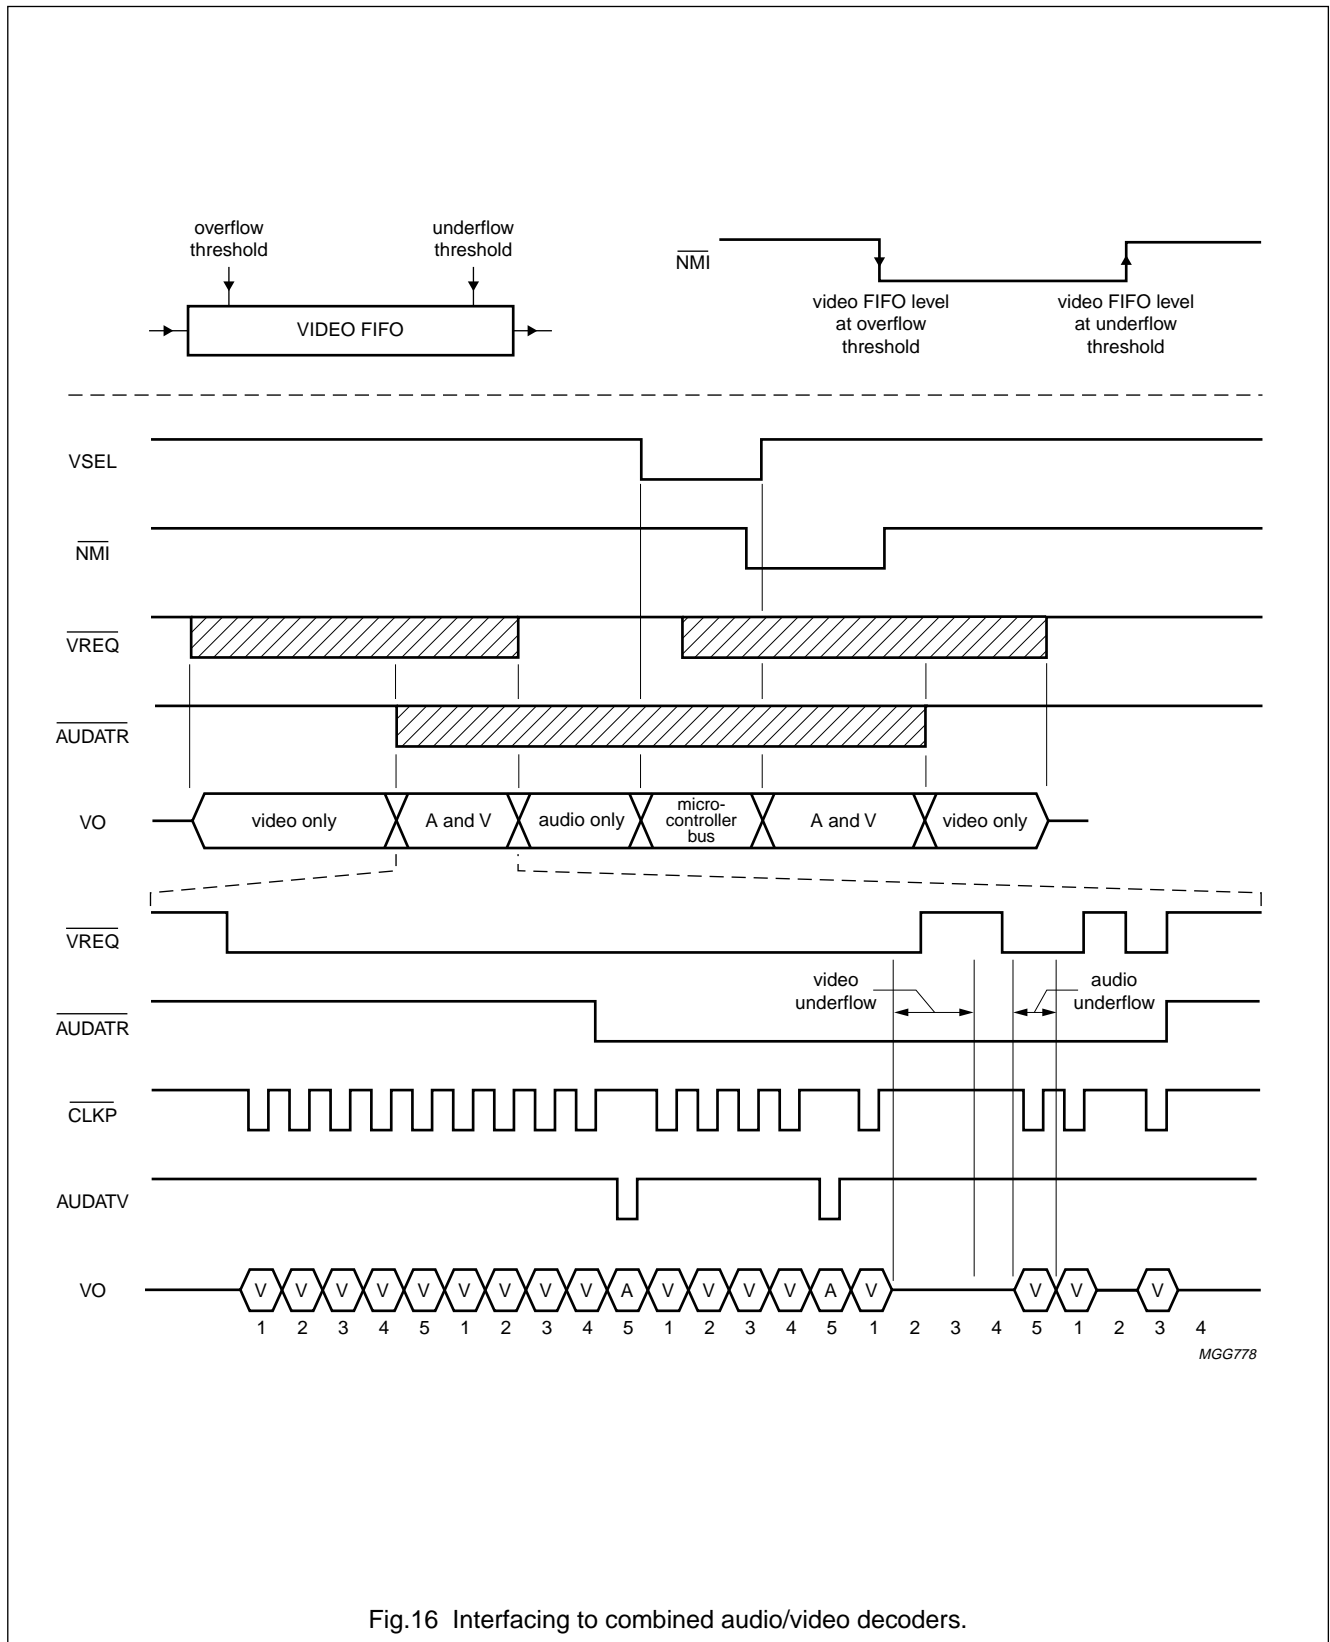 overflow
threshold
underflow
threshold
VIDEO FIFO
NMI
video FIFO level
at overflow
threshold
video FIFO level
at underflow
threshold
VSEL
NMI
VREQ
AUDATR
VO
video only
A and V
audio only
micro-
controller
bus
A and V
video only
VREQ
video
underflow
audio
underflow
AUDATR
CLKP
AUDATV
VO
V V V V V V V V V A V V V V A V V V V
1 2 3 4 5 1 2 3 4 5 1 2 3 4 5 1 2 3 4 5 1 2 3 4
MGG778
Fig.16 Interfacing to combined audio/video decoders.